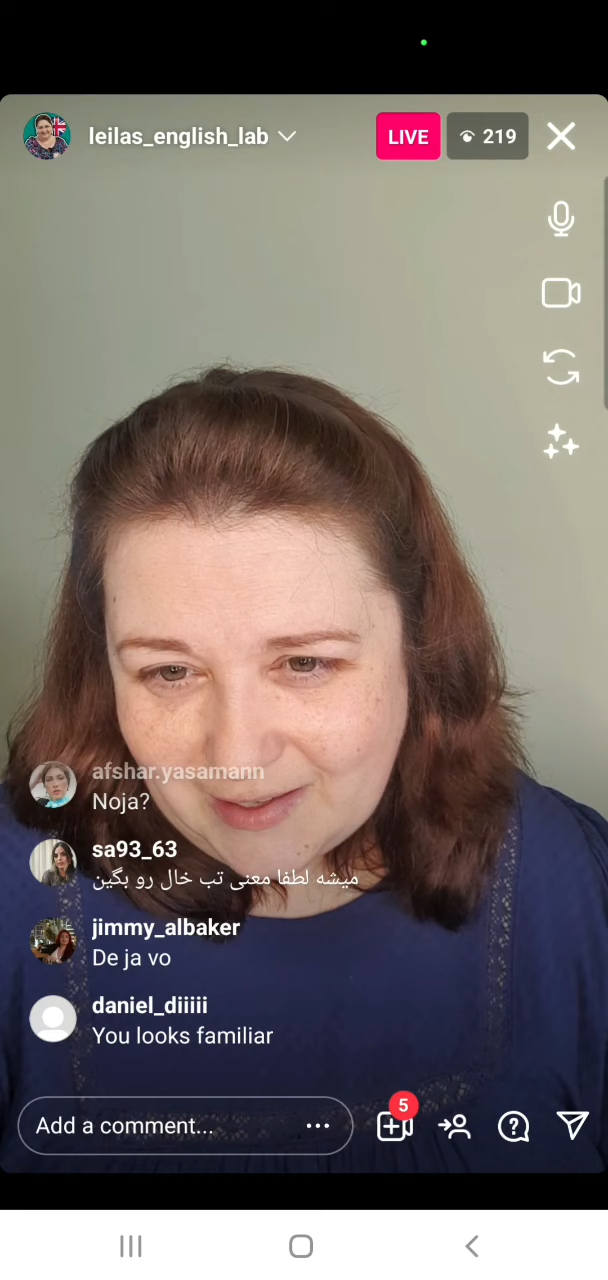 leilas_english_lab
LIVE
219
afshar.yasamann
Noja?
sa93_63
میشه لطفا معنی تب خال رو بگین
jimmy_albaker
De ja vo
daniel_diiiii
You looks familiar
Add a comment...
5